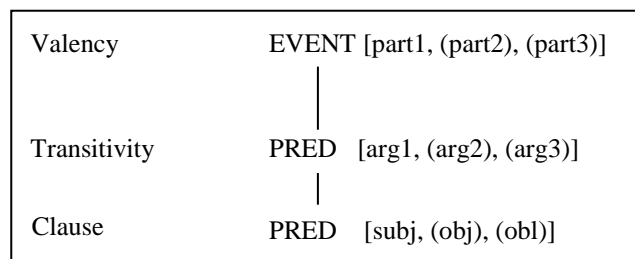 Valency EVENT [part1, (part2), (part3)]
Transitivity PRED [arg1, (arg2), (arg3)]
Clause PRED [subj, (obj), (obl)]